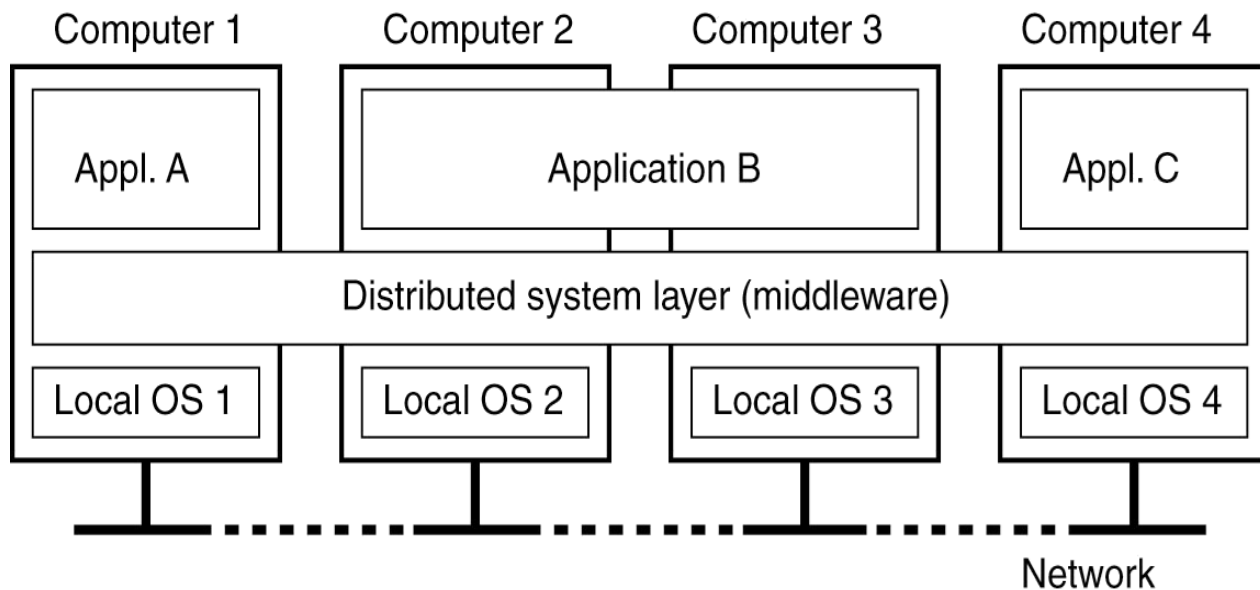 Computer 1
Computer 2
Computer 3
Computer 4
Appl. A
Application B
Appl. C
Distributed system layer (middleware)
Local OS 1
Local OS 2
Local OS 3
Local OS 4
Network